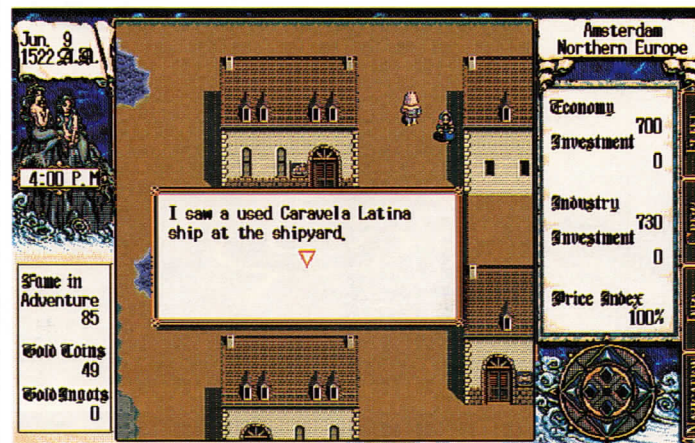 Jun. 9
1522 A.D.
4:00 P.M
Fame in
Adventure
85
Gold Coins
49
Gold Ingots
0
I saw a used Caravela Latina
ship at the shipyard.
Amsterdam
Northern Europe
Economy
700
Investment
0
Industry
730
Investment
0
Price Index
100%